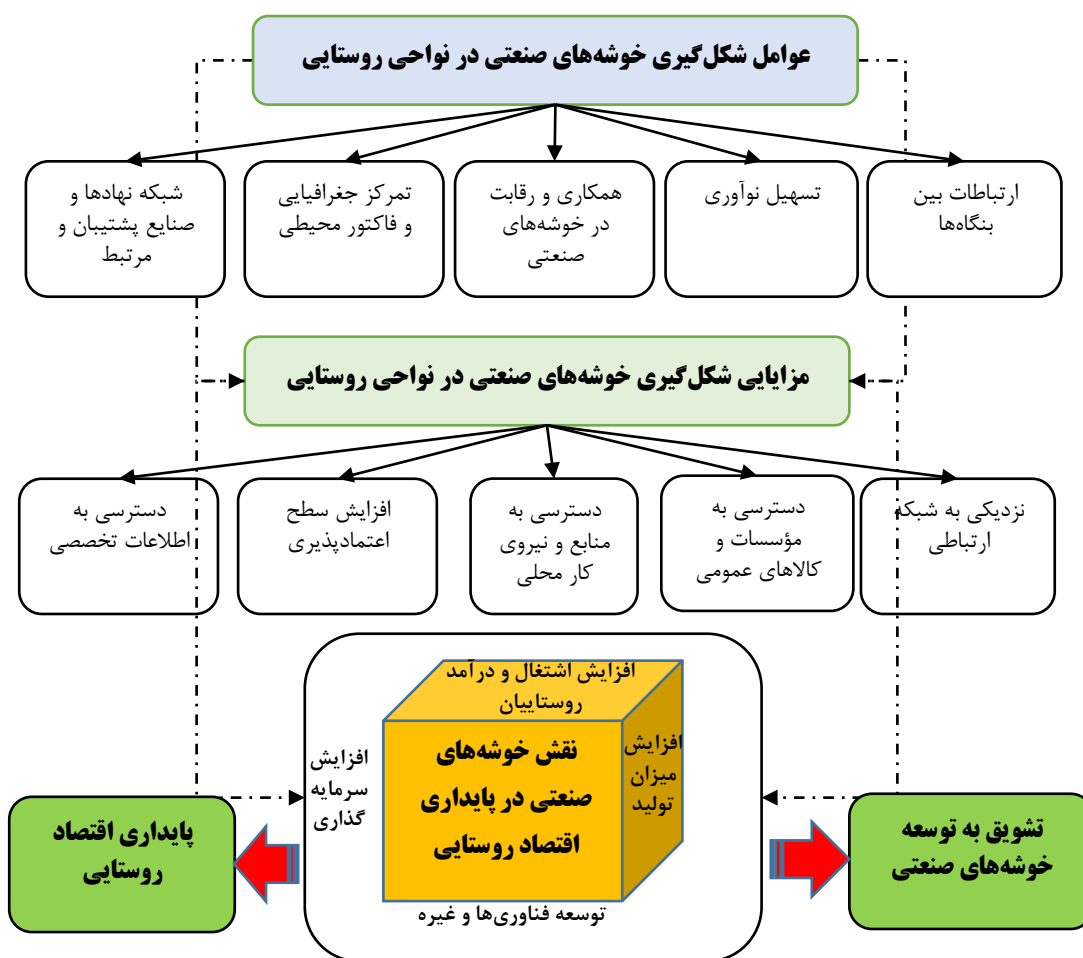 عوامل شکل‌گیری خوشه‌های صنعتی در نواحی روستایی
ارتباطات بین
بنگاه‌ها
تسهیل نوآوری
همکاری و رقابت
در خوشه‌های
صنعتی
تمرکز جغرافیایی
و فاکتور محیطی
شبکه نهادها و
صنایع پشتیبان و
مرتبط
مزایایی شکل‌گیری خوشه‌های صنعتی در نواحی روستایی
نزدیکی به شبکه
ارتباطی
دسترسی به
مؤسسات و
کالاهای عمومی
دسترسی به
منابع و نیروی
کار محلی
افزایش سطح
اعتمادپذیری
دسترسی به
اطلاعات تخصصی
افزایش اشتغال و درآمد
روستاییان
افزایش
میزان
تولید
نقش خوشه‌های
صنعتی در پایداری
اقتصاد روستایی
افزایش
سرمایه
گذاری
توسعه فناوری‌ها و غیره
تشویق به توسعه
خوشه‌های صنعتی
پایداری اقتصاد
روستایی